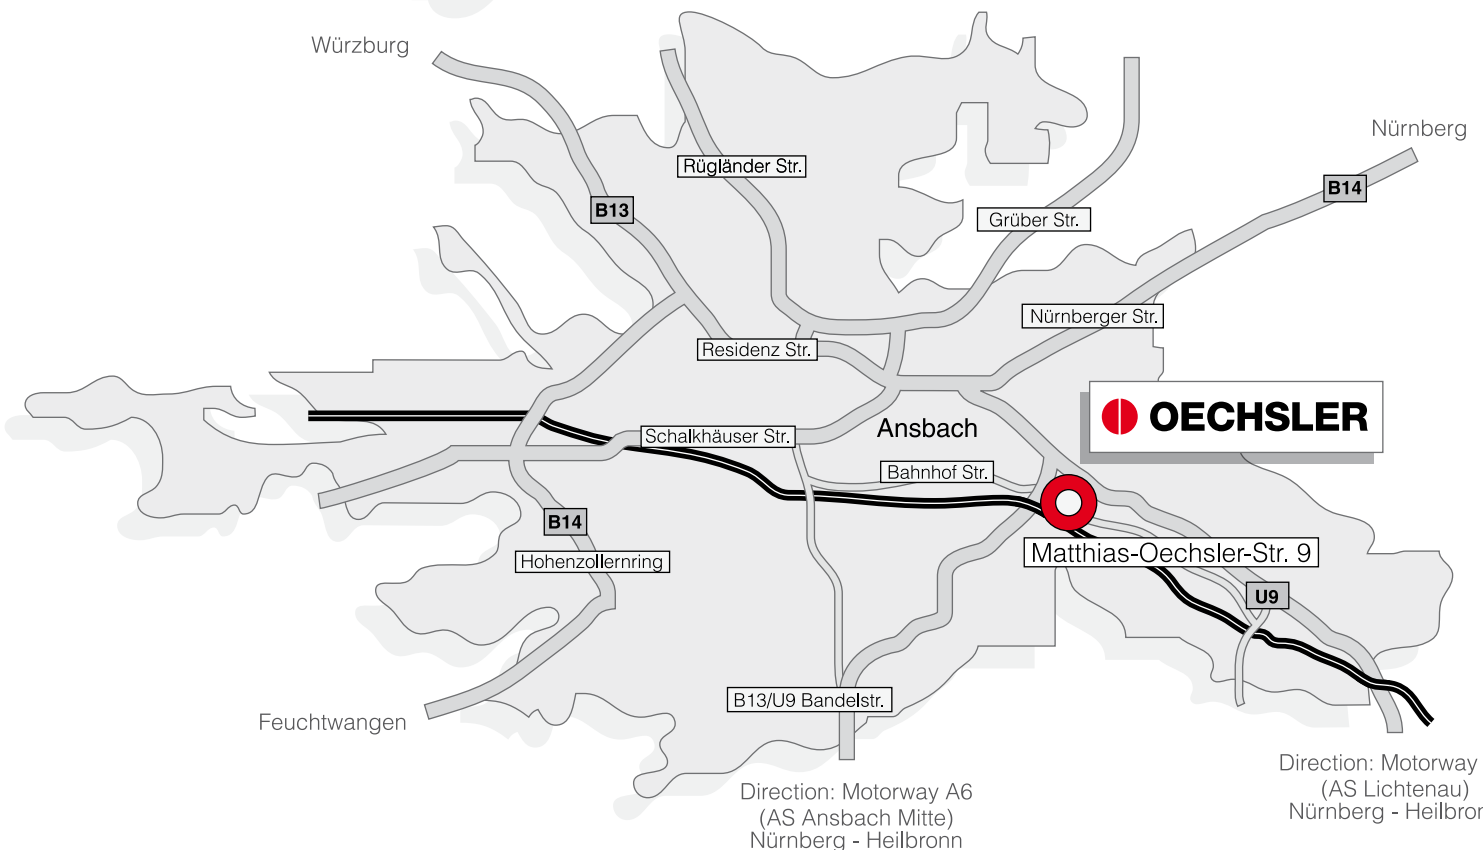 Würzburg
Nürnberg
Rügländer Str.
B14
B13
Grüber Str.
Nürnberger Str.
Residenz Str.
OECHSLER
Ansbach
Schalkhäuser Str.
Bahnhof Str.
B14
Matthias-Oechsler-Str. 9
Hohenzollernring
U9
B13/U9 Bandelstr.
Feuchtwangen
Direction: Motorway A6
(AS Ansbach Mitte)
Nürnberg - Heilbronn
Direction: Motorway
(AS Lichtenau)
Nürnberg - Heilbron